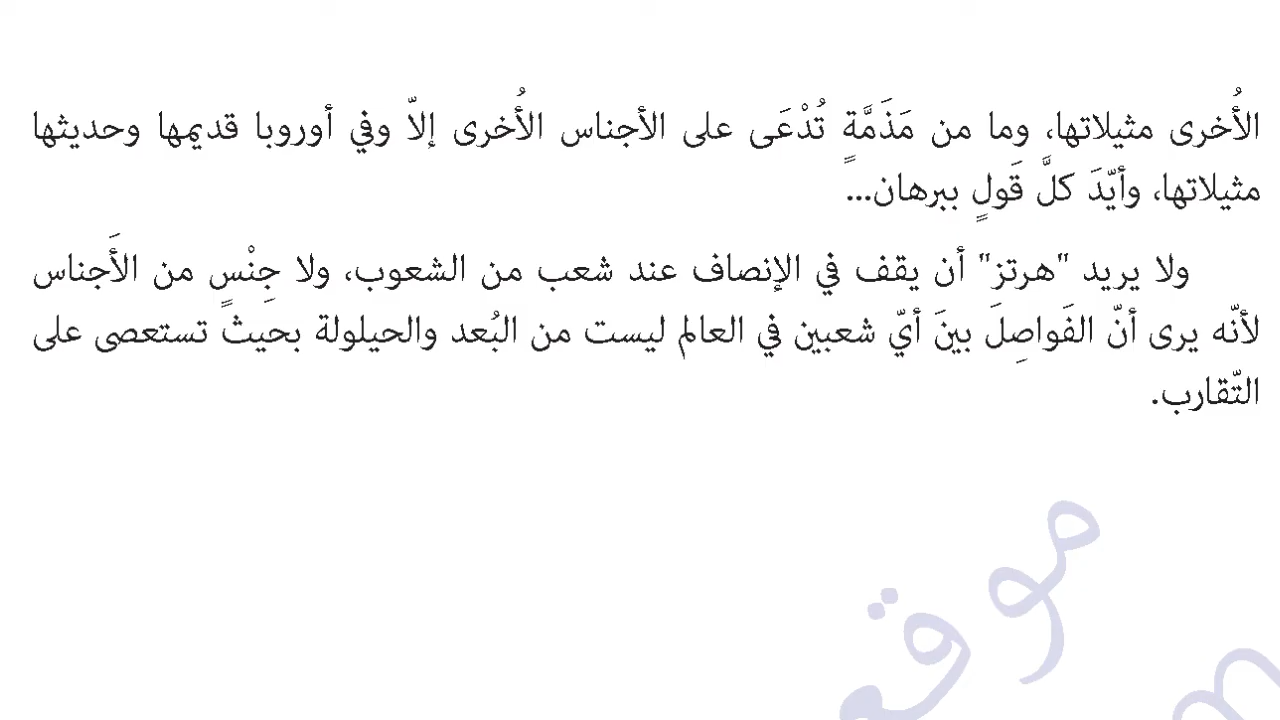 الأُخرى مثيلاتها، وما من مَذَمَّةٍ تُدْعَى على الأجناس الأُخرى إلاّ وفي أوروبا قديمها وحديثها
مثيلاتها، وأيّدَ كلَّ قَولٍ ببرهان...
ولا يريد "هرتز" أن يقف في الإنصاف عند شعب من الشعوب، ولا جِنْسٍ من الأَجناس
لأنّه يرى أنّ الفَواصِلَ بينَ أيّ شعبين في العالم ليست من البُعد والحيلولة بحيث تستعصى على
التّقارب.
موقع